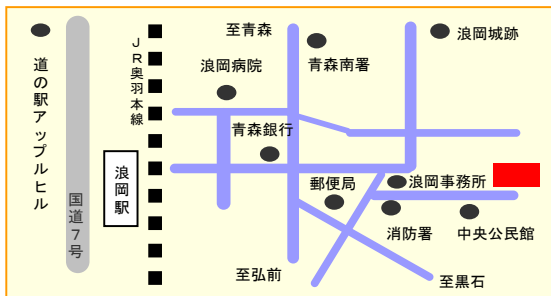 道の駅アップルヒル
国道7号
JR奥羽本線
浪岡駅
至青森
青森南署
浪岡城跡
浪岡病院
青森銀行
郵便局
浪岡事務所
消防署
中央公民館
至弘前
至黒石